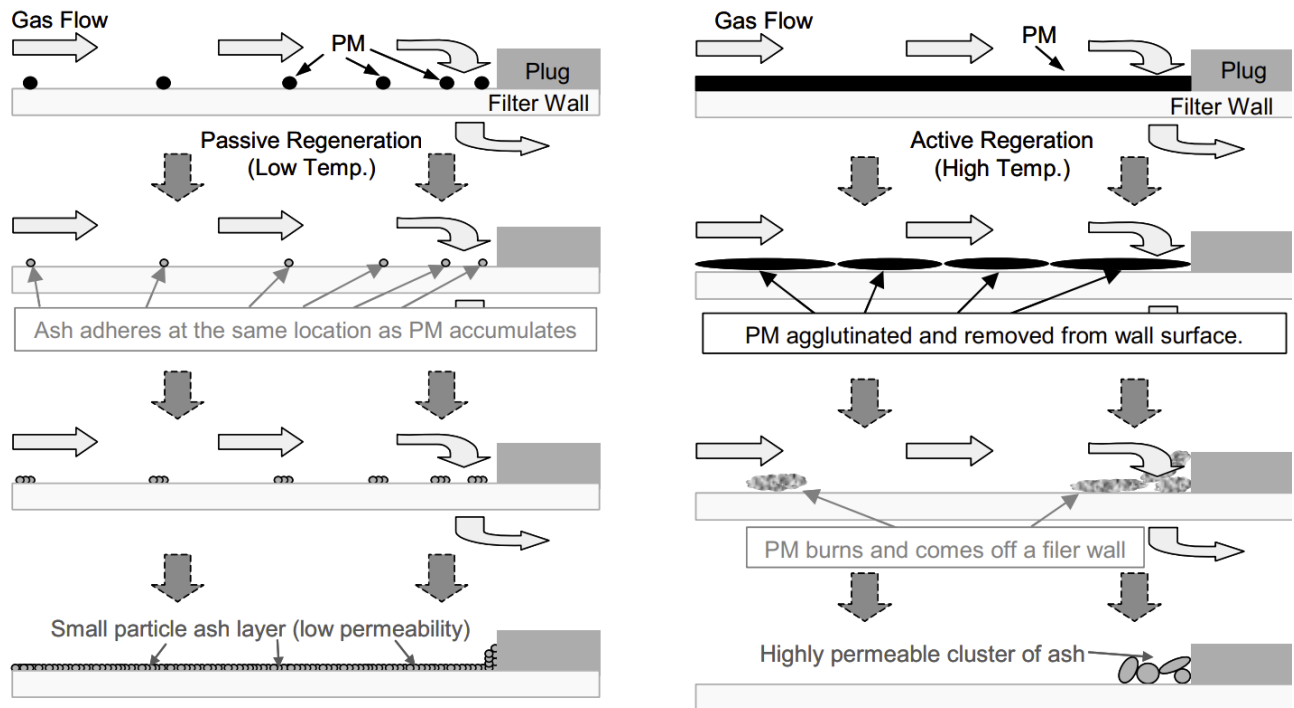 Gas Flow
PM
Plug
Filter Wall
Passive Regeneration
(Low Temp.)
Ash adheres at the same location as PM accumulates
Small particle ash layer (low permeability)
Gas Flow
PM
Plug
Filter Wall
Active Regeration
(High Temp.)
PM agglutinated and removed from wall surface.
PM burns and comes off a filer wall
Highly permeable cluster of ash